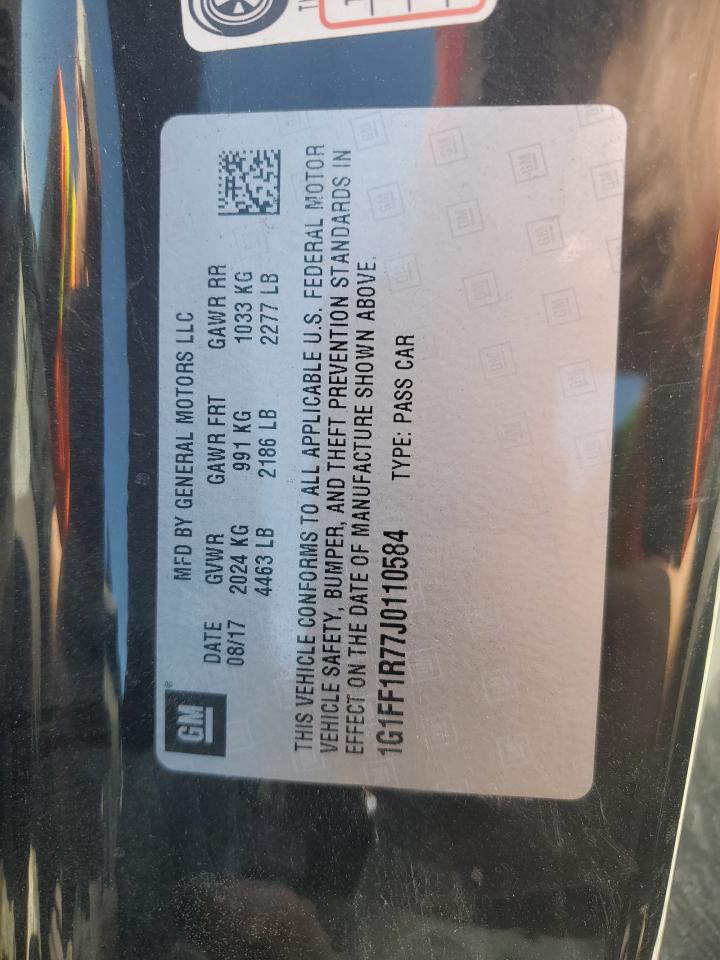 GM®
MFD BY GENERAL MOTORS LLC
DATE GVWR GAWR FRT GAWR RR
08/17 2024 KG 991 KG 1033 KG
4463 LB 2186 LB 2277 LB
THIS VEHICLE CONFORMS TO ALL APPLICABLE U.S. FEDERAL MOTOR
VEHICLE SAFETY, BUMPER, AND THEFT PREVENTION STANDARDS IN
EFFECT ON THE DATE OF MANUFACTURE SHOWN ABOVE.
1G1FF1R77J0110584 TYPE: PASS CAR